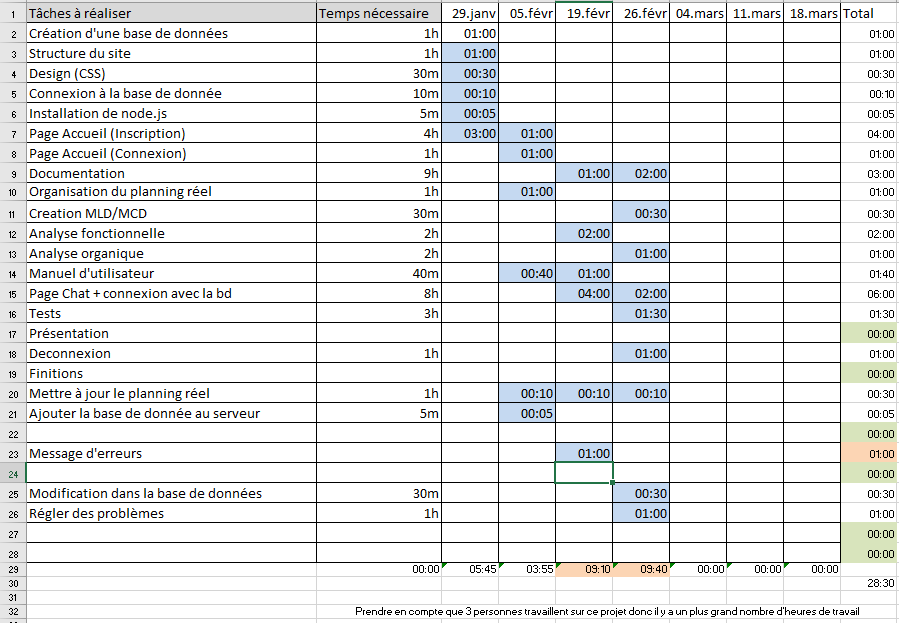 1 Tâches à réaliser Temps nécessaire 29.janv 05.févr 19.févr 26.févr 04.mars 11.mars 18.mars Total
2 Création d'une base de données 1h 01:00 01:00
3 Structure du site 1h 01:00 01:00
4 Design (CSS) 30m 00:30 00:30
5 Connexion à la base de donnée 10m 00:10 00:10
6 Installation de node.js 5m 00:05 00:05
7 Page Accueil (Inscription) 4h 03:00 01:00 04:00
8 Page Accueil (Connexion) 1h 01:00 01:00
9 Documentation 9h 01:00 02:00 03:00
10 Organisation du planning réel 1h 01:00 01:00
11 Creation MLD/MCD 30m 00:30 00:30
12 Analyse fonctionnelle 2h 02:00 02:00
13 Analyse organique 2h 01:00 01:00
14 Manuel d'utilisateur 40m 00:40 01:00 01:40
15 Page Chat + connexion avec la bd 8h 04:00 02:00 06:00
16 Tests 3h 01:30 01:30
17 Présentation 00:00
18 Deconnexion 1h 01:00 01:00
19 Finitions 00:00
20 Mettre à jour le planning réel 1h 00:10 00:10 00:10 00:30
21 Ajouter la base de donnée au serveur 5m 00:05 00:05
22 00:00
23 Message d'erreurs 01:00 01:00
24 00:00
25 Modification dans la base de données 30m 00:30 00:30
26 Régler des problèmes 1h 01:00 01:00
27 00:00
28 00:00
29 00:00 05:45 03:55 09:10 09:40 00:00 00:00 00:00
30 28:30
31
32 Prendre en compte que 3 personnes travaillent sur ce projet donc il y a un plus grand nombre d'heures de travail